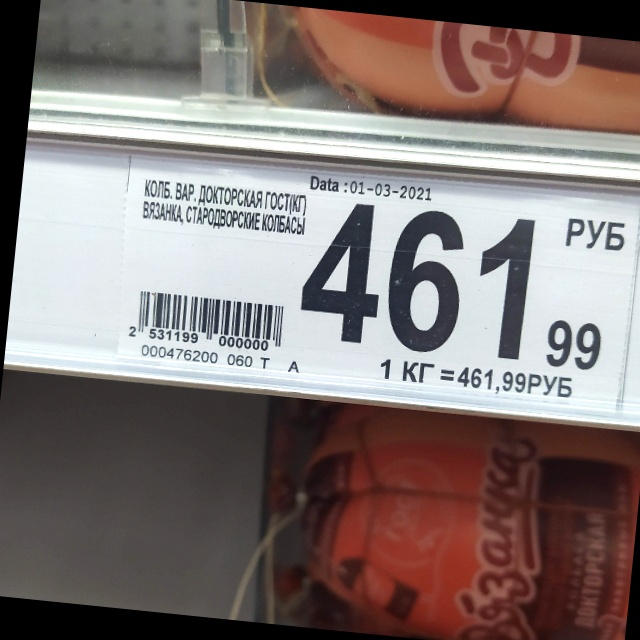 КОЛБ. ВАР. ДОКТОРСКАЯ ГОСТ(КГ)
ВЯЗАНКА, СТАРОДВОРСКИЕ КОЛБАСЫ
Data :01-03-2021
461 99
РУБ
2 531199 000000
000476200 060 T A
1 КГ =461,99РУБ
Вязанка
ДОКТОРСКАЯ